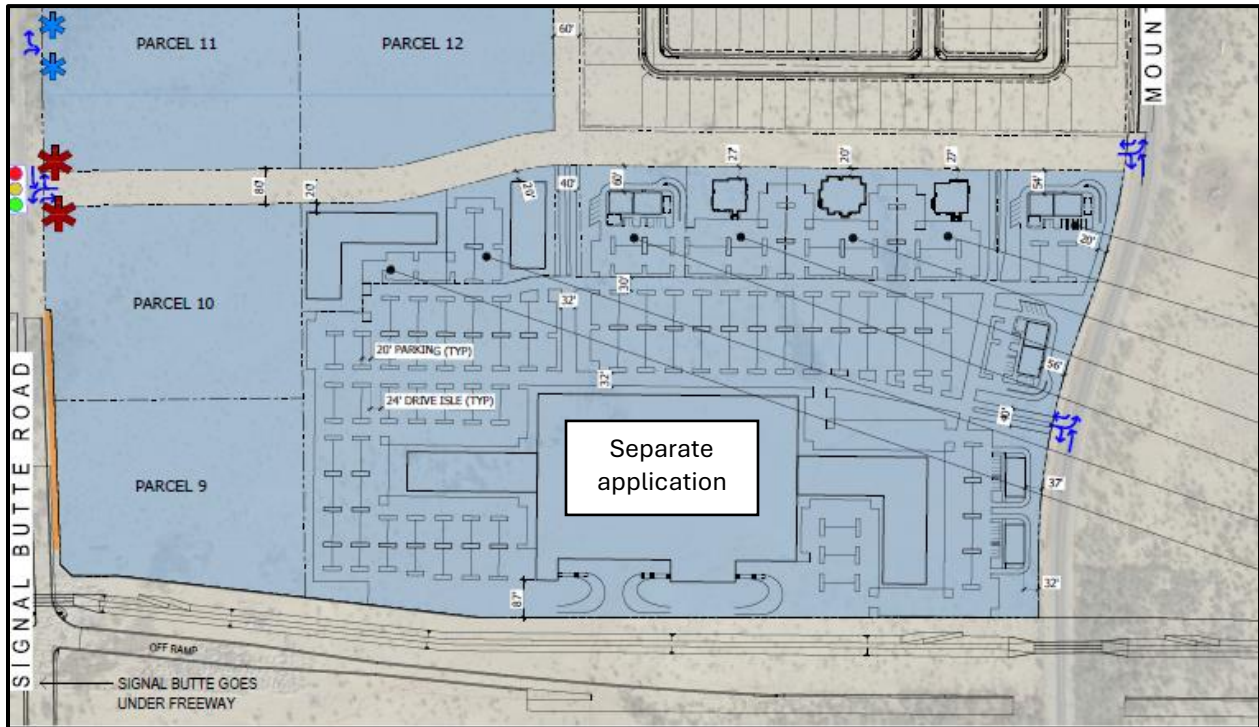 PARCEL 11
PARCEL 12
60'
MOUN
80'
20'
20'
40'
60'
27'
20'
27'
54'
20'
PARCEL 10
32'
30'
20' PARKING (TYP)
32'
56'
24' DRIVE ISLE (TYP)
40'
SIGNAL BUTTE ROAD
PARCEL 9
Separate
application
37'
87'
32'
OFF RAMP
SIGNAL BUTTE GOES
UNDER FREEWAY